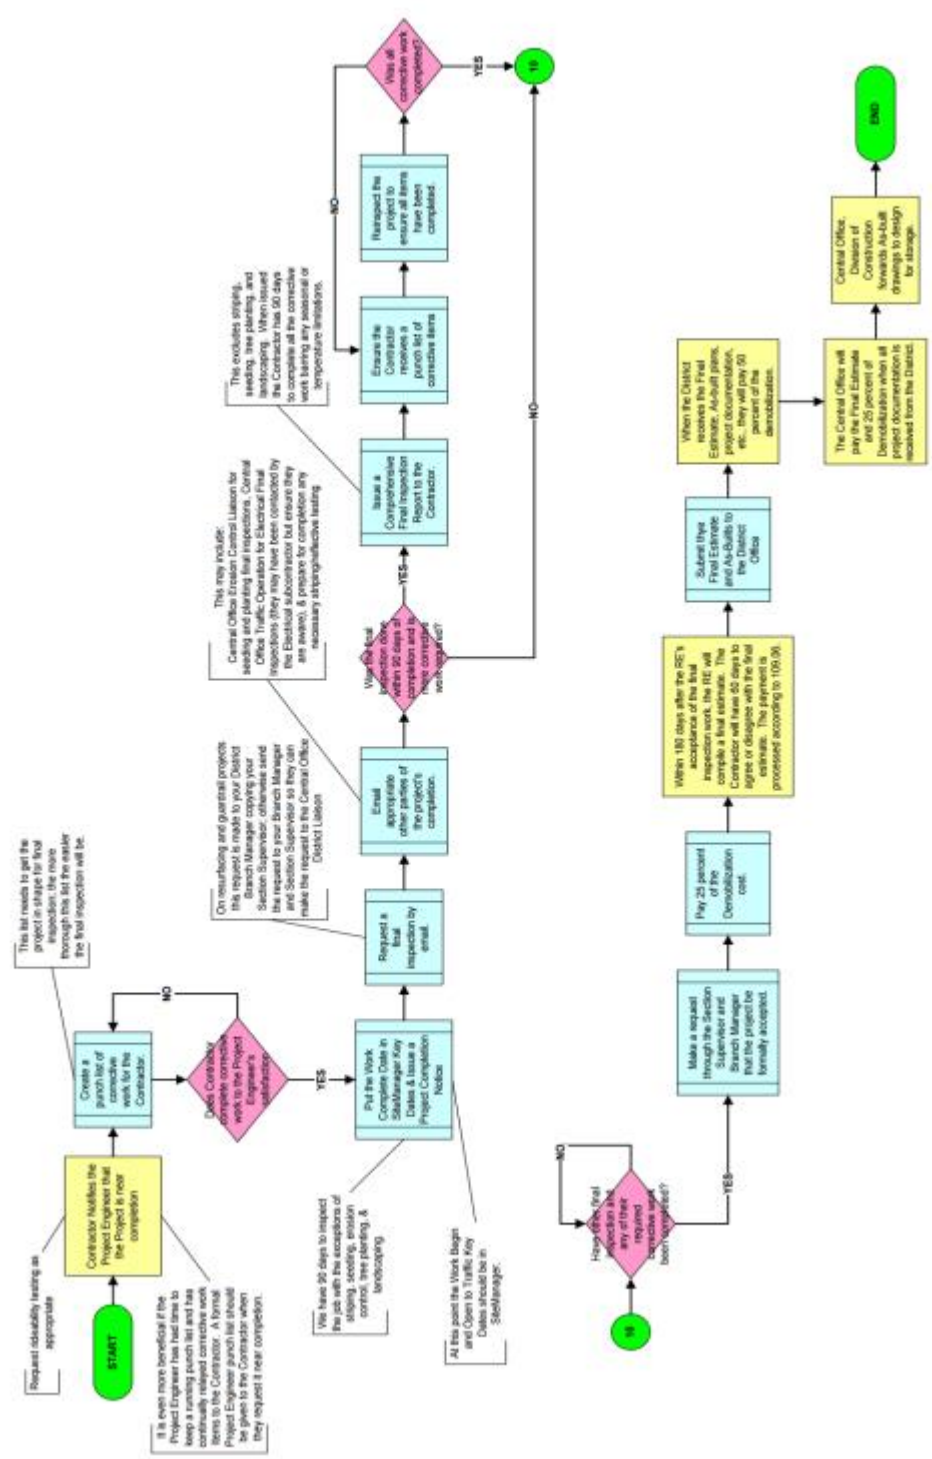 Request rideability testing as
appropriate
START
Contractor Notifies the
Project Engineer that
the Project is near
completion
It is even more beneficial if the
Project Engineer has had time to
keep a running punch list and has
continually relayed corrective work
items to the Contractor. A formal
Project Engineer punch list should
be given to the Contractor when
they request it near completion.
This list needs to get the
project in shape for final
inspection, the more
thorough this list the easier
the final inspection will be.
Create a
punch list of
corrective
work for the
Contractor.
NO
Does Contractor
complete corrective
work to the Project
Engineer's
satisfaction
YES
We have 90 days to inspect
the job with the exceptions of
striping, seeding, erosion
control, tree planting, &
landscaping.
Put the Work
Complete Date in
SiteManager Key
Dates & Issue a
Project Completion
Notice
At this point the Work Begin
and Open to Traffic Key
Dates should be in
SiteManager.
On resurfacing and guardrail projects
this request is made to your District
Branch Manager copying your
Section Supervisor, otherwise send
the request to your Branch Manager
and Section Supervisor so they can
make the request to the Central Office
District Liaison
Request a
final
inspection by
email.
This may include:
Central Office Erosion Control Liaison for
seeding and planting final inspections, Central
Office Traffic Operation for Electrical Final
Inspections (they may have been contacted by
the Electrical subcontractor but ensure they
are aware), & prepare for completion any
necessary striping/reflective testing
Email
appropriate
other parties of
the project's
completion.
Was the final
inspection done
within 90 days of
completion and is
more corrective
work required?
YES
NO
This excludes striping,
seeding, tree planting, and
landscaping. When issued
the Contractor has 90 days
to complete all the corrective
work barring any seasonal or
temperature limitations.
Issue a
Comprehensive
Final Inspection
Report to the
Contractor.
Ensure the
Contractor
receives a
punch list of
corrective items
Reinspect the
project to
ensure all items
have been
completed.
NO
Was all
corrective work
completed?
YES
10
10
Have other final
inspection and
any of their
required
corrective work
been completed?
NO
YES
Make a request
through the Section
Supervisor and
Branch Manager
that the project be
formally accepted.
Pay 25 percent
of the
Demobilization
cost.
Within 180 days after the RE's
acceptance of the final
inspection work, the RE will
compile a final estimate. The
Contractor will have 60 days to
agree or disagree with the final
estimate. The payment is
processed according to 109.06.
Submit thye
Final Estimate
and As-Builts to
the District
Office
When the District
receives the Final
Estimate, As-built plans,
project documentation,
etc. they will pay 50
percent of the
demobilization.
The Central Office will
pay the Final Estimate
and 25 percent of
Demobilization when all
project documentation is
received from the District.
Central Office,
Division of
Construction
forwards As-built
drawings to design
for storage.
END